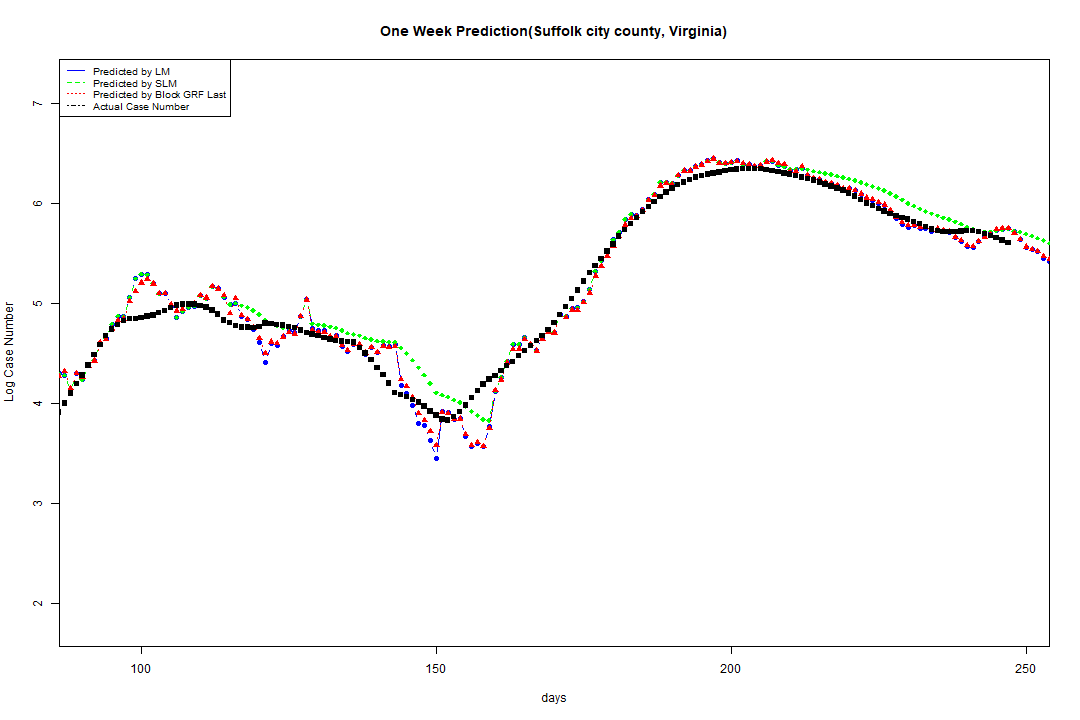 One Week Prediction(Suffolk city county, Virginia)
Predicted by LM
Predicted by SLM
Predicted by Block GRF Last
Actual Case Number
7
6
5
4
3
2
Log Case Number
100 150 200 250
days